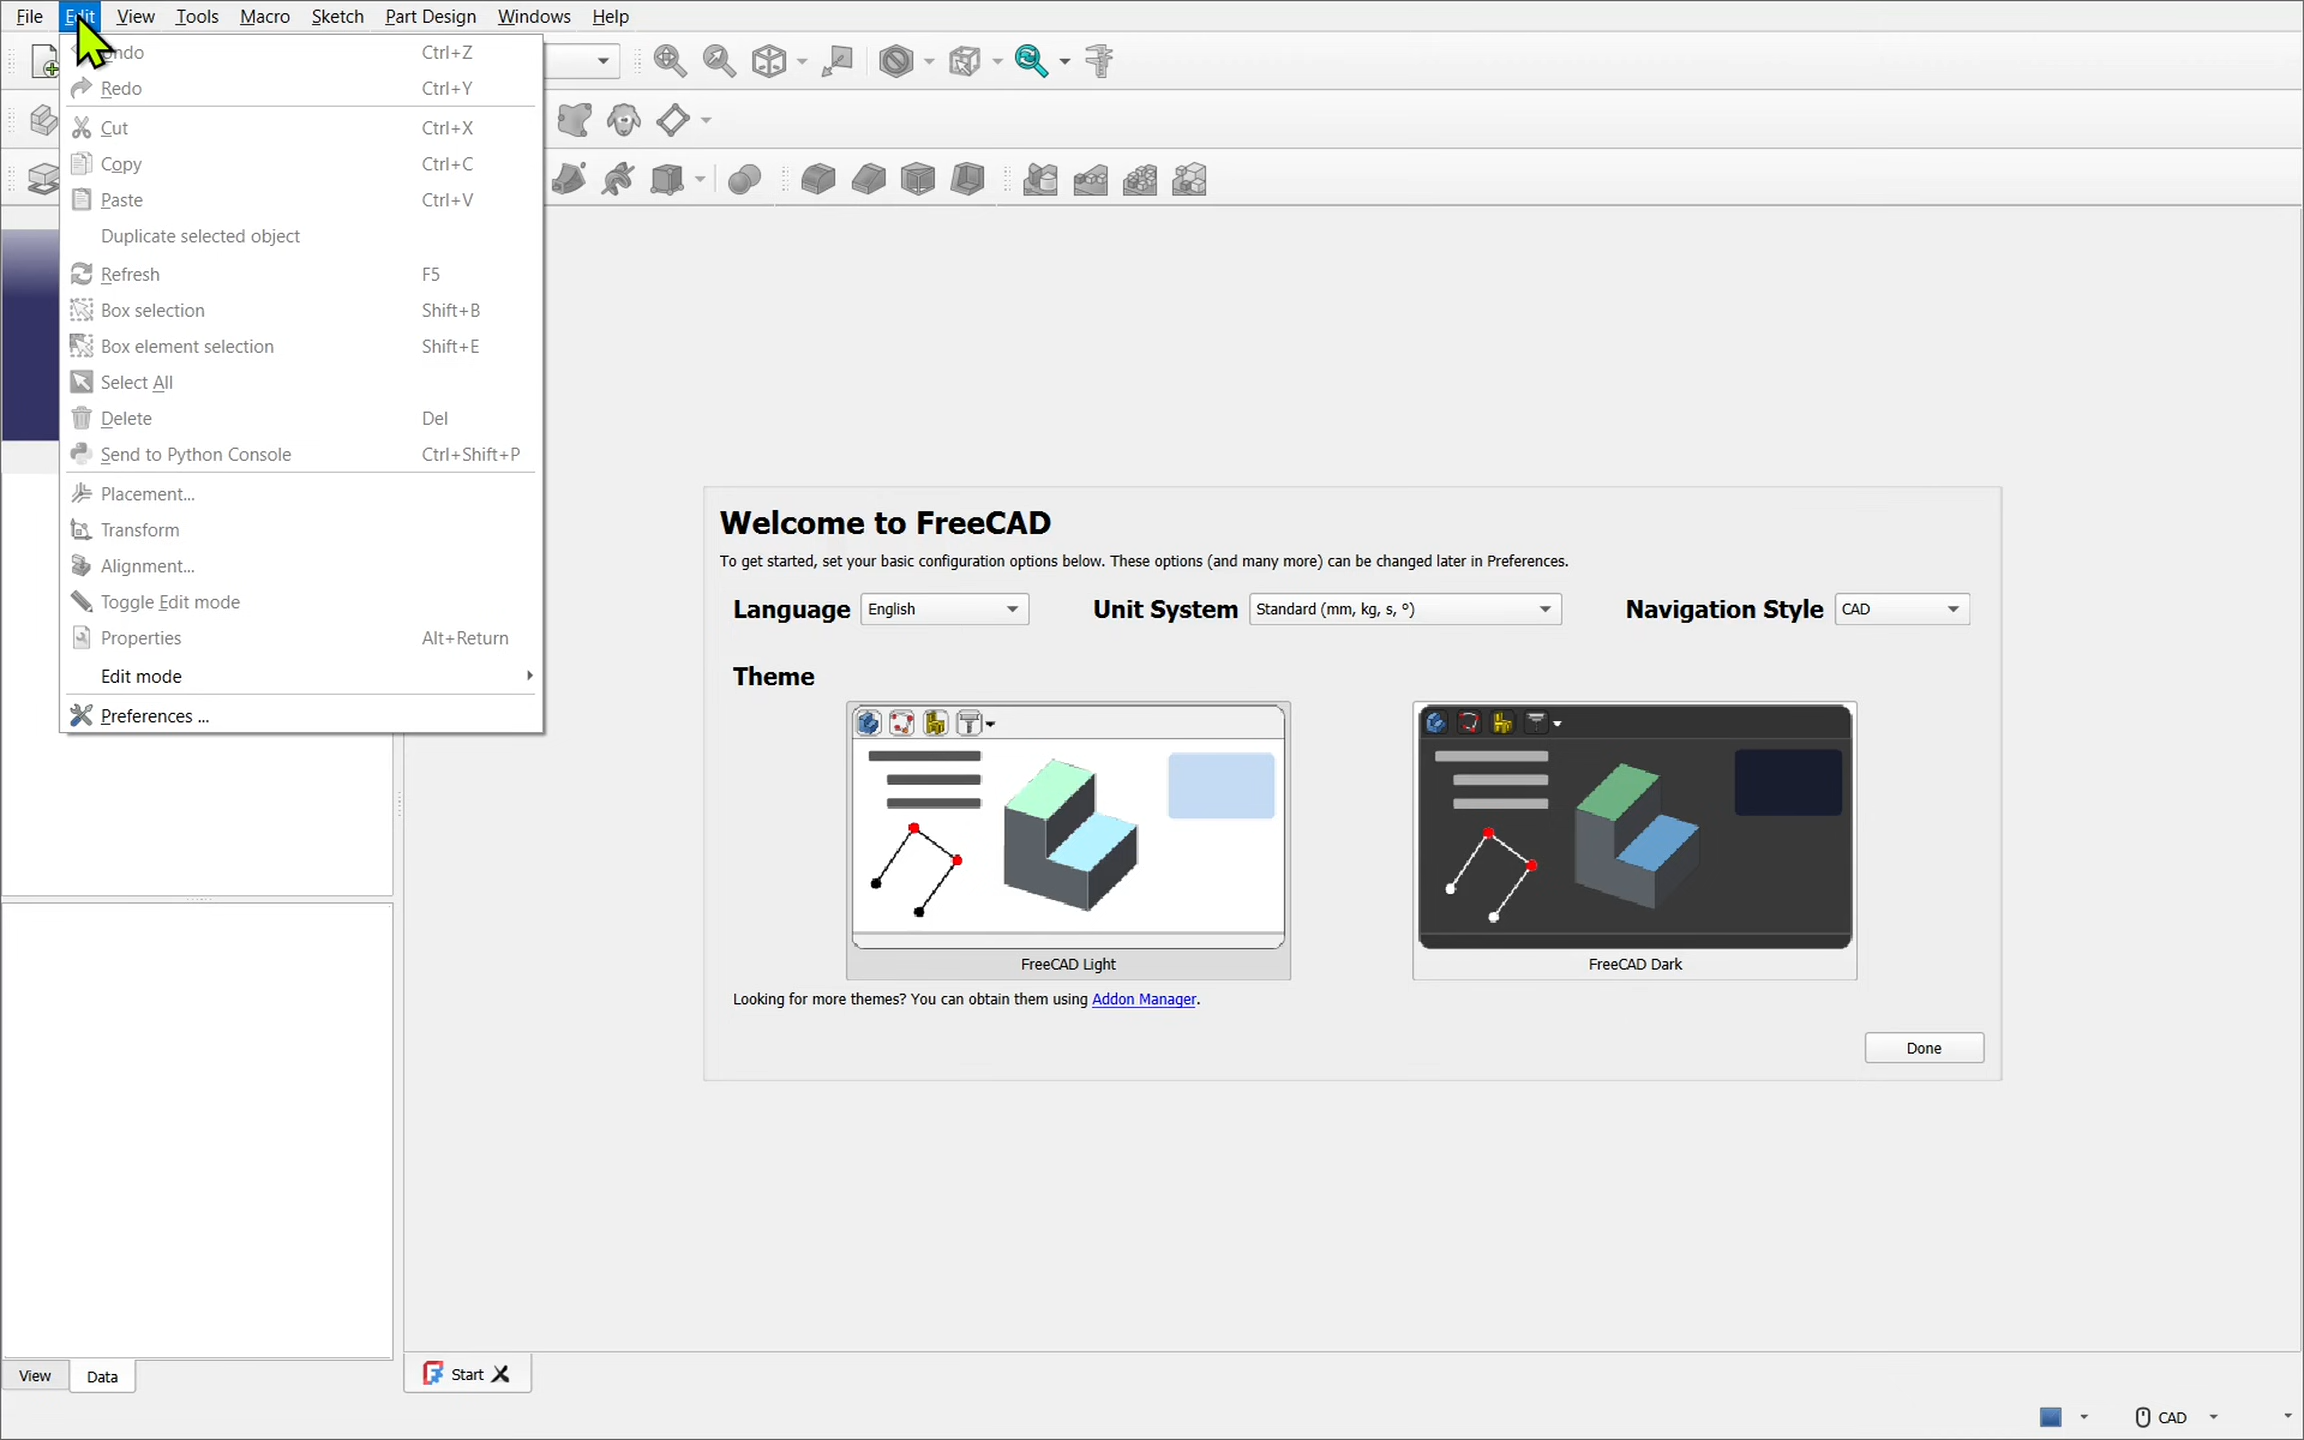 File Edit View Tools Macro Sketch Part Design Windows Help
ndo Ctrl+Z
Redo Ctrl+Y
Cut Ctrl+X
Copy Ctrl+C
Paste Ctrl+V
Duplicate selected object
Refresh F5
Box selection Shift+B
Box element selection Shift+E
Select All
Delete Del
Send to Python Console Ctrl+Shift+P
Placement...
Transform
Alignment...
Toggle Edit mode
Properties Alt+Return
Edit mode
Preferences ...
Welcome to FreeCAD
To get started, set your basic configuration options below. These options (and many more) can be changed later in Preferences.
Language English Unit System Standard (mm, kg, s, °) Navigation Style CAD
Theme
FreeCAD Light FreeCAD Dark
Looking for more themes? You can obtain them using Addon Manager.
Done
View Data Start
CAD